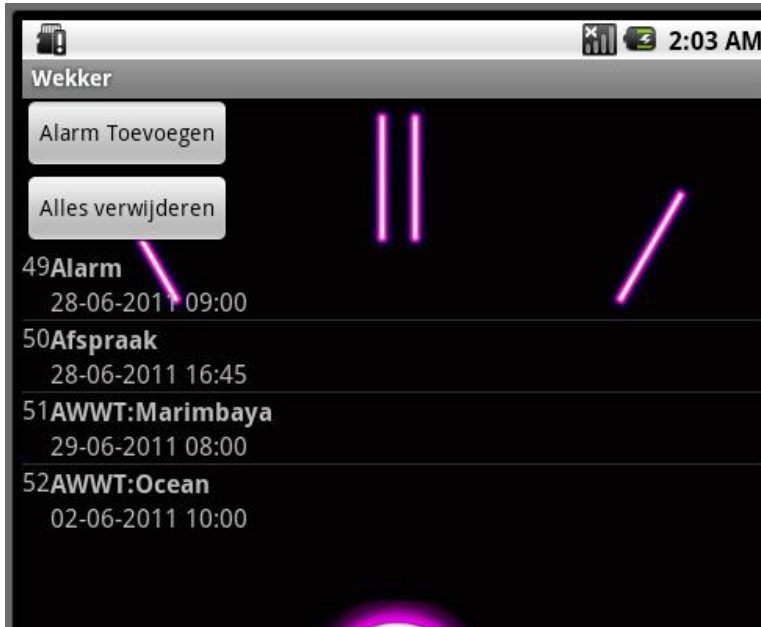 2:03 AM
Wekker
Alarm Toevoegen
Alles verwijderen
49Alarm
28-06-2011 09:00
50Afspraak
28-06-2011 16:45
51AWWT:Marimbaya
29-06-2011 08:00
52AWWT:Ocean
02-06-2011 10:00